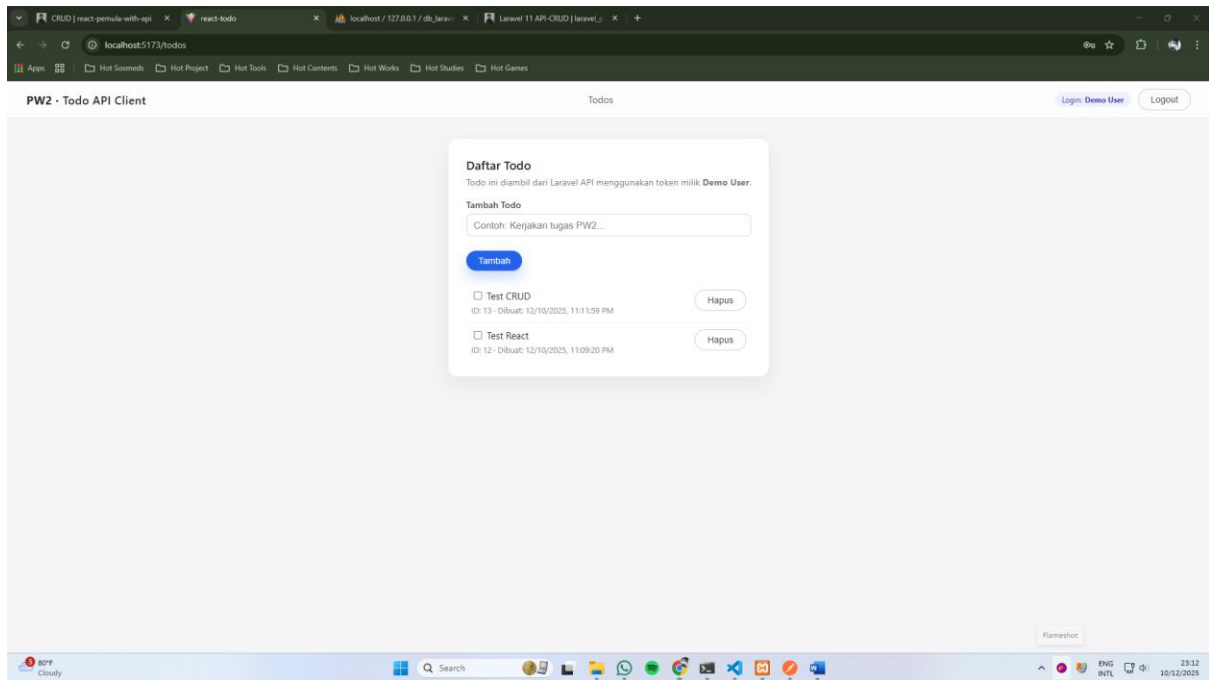 CRUD | react-pemula-with-api
react-todo
localhost / 127.0.0.1 / db_larav
Laravel 11 API-CRUD | laravel_
localhost:5173/todos
Apps
Hot Sosmeds
Hot Project
Hot Tools
Hot Contents
Hot Works
Hot Studies
Hot Games
PW2 · Todo API Client
Todos
Login: Demo User
Logout
Daftar Todo
Todo ini diambil dari Laravel API menggunakan token milik Demo User.
Tambah Todo
Contoh: Kerjakan tugas PW2...
Tambah
Test CRUD
ID: 13 · Dibuat: 12/10/2025, 11:11:59 PM
Hapus
Test React
ID: 12 · Dibuat: 12/10/2025, 11:09:20 PM
Hapus
Flameshot
5
80°F
Cloudy
Search
ENG
INTL
23:12
10/12/2025